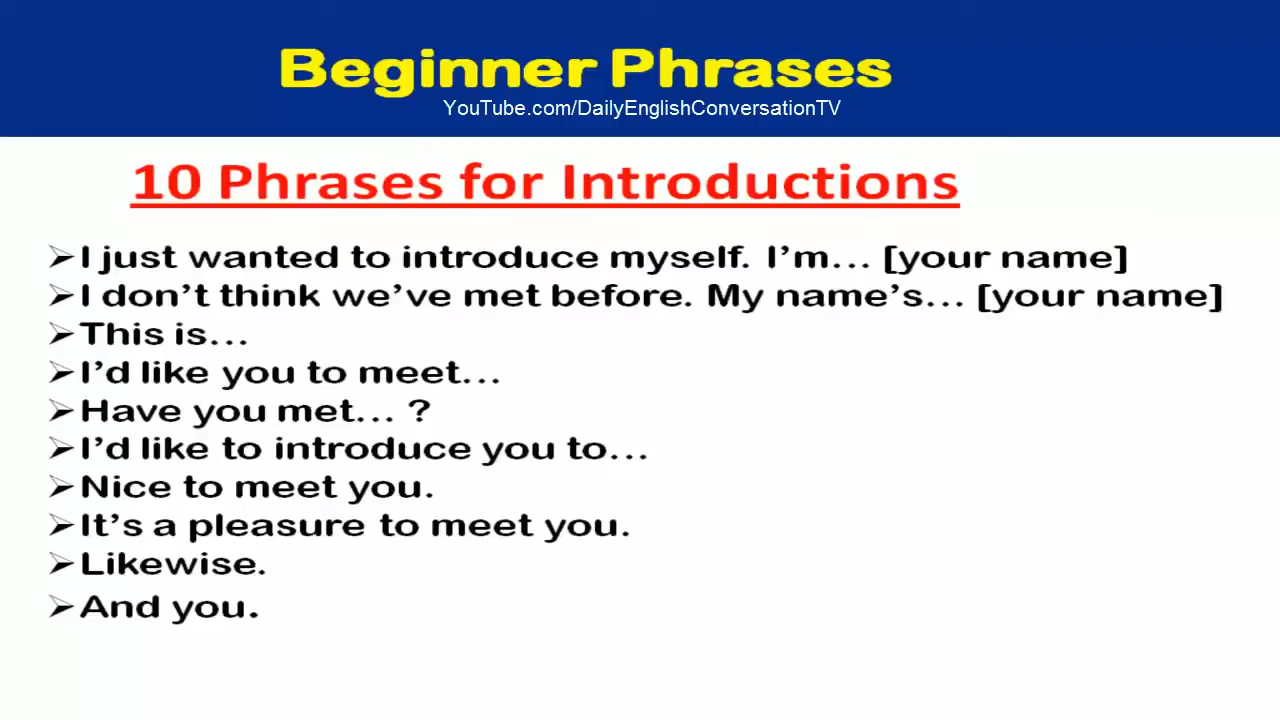 Beginner Phrases
YouTube.com/DailyEnglishConversationTV
10 Phrases for Introductions
➢I just wanted to introduce myself. I’m… [your name]
➢I don’t think we’ve met before. My name’s… [your name]
➢This is…
➢I’d like you to meet…
➢Have you met… ?
➢I’d like to introduce you to…
➢Nice to meet you.
➢It’s a pleasure to meet you.
➢Likewise.
➢And you.